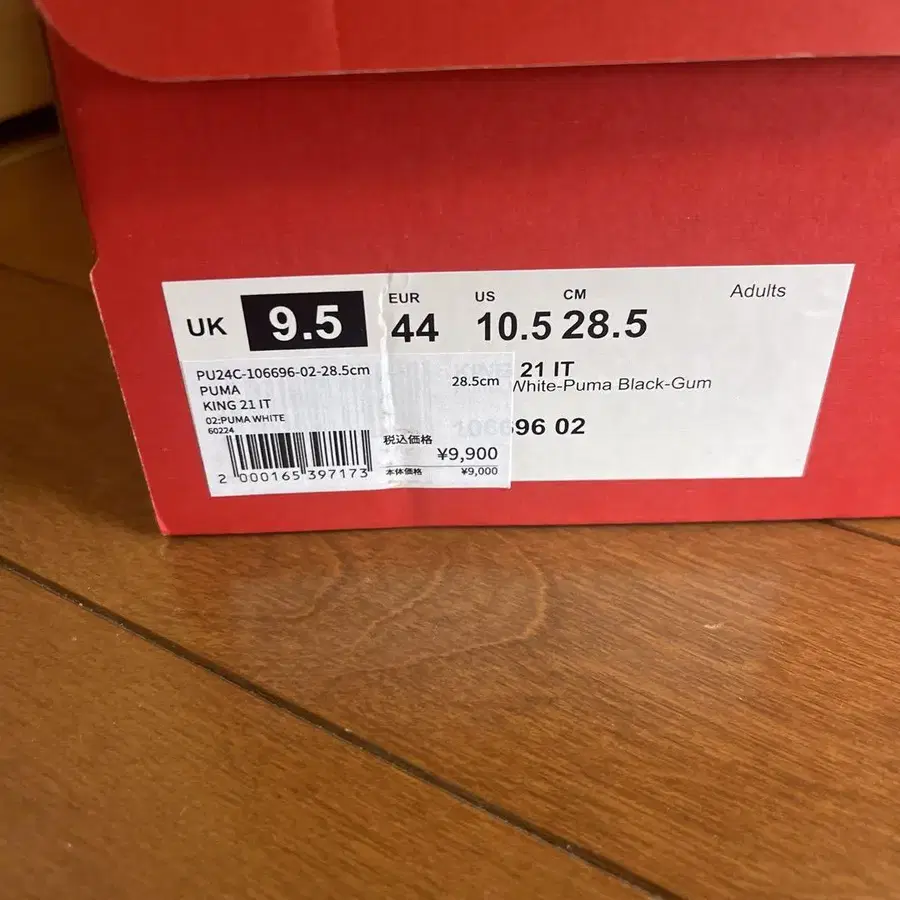 UK 9.5 EUR 44 US 10.5 CM 28.5 Adults
21 IT
White-Puma Black-Gum
106696 02
PU24C-106696-02-28.5cm
PUMA 28.5cm
KING 21 IT
02:PUMA WHITE
60224
税込価格
¥9,900
本体価格 ¥9,000
2 000165 397173